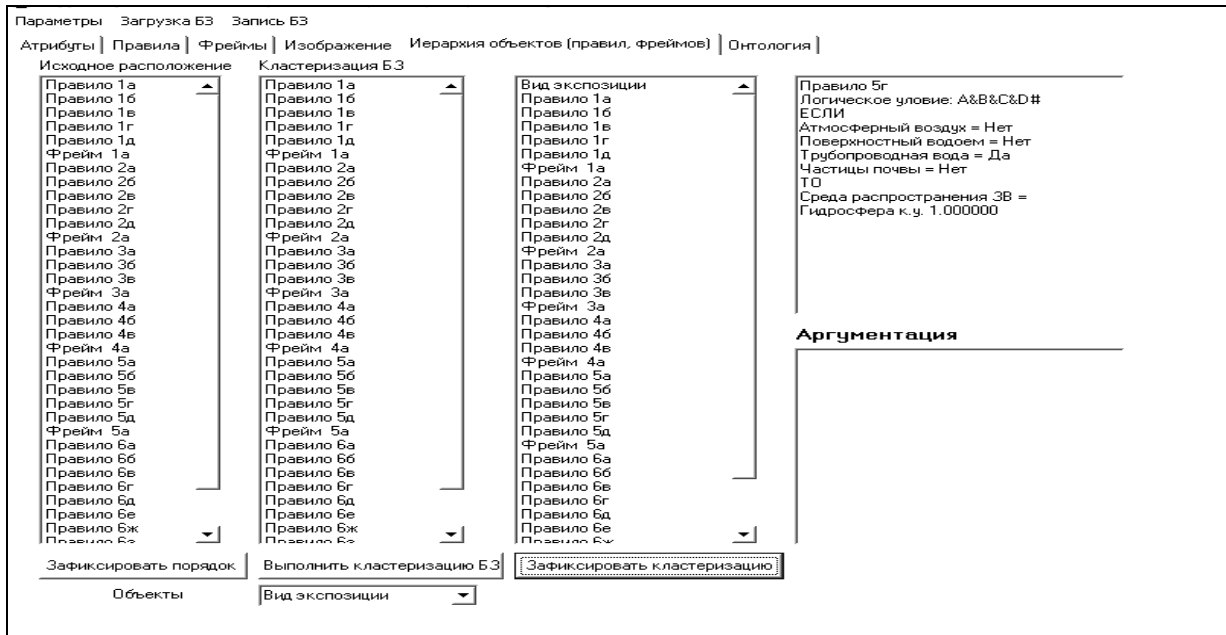 Параметры Загрузка БЗ Запись БЗ
Атрибуты Правила Фреймы Изображение Иерархия объектов (правил, фреймов) Онтология
Исходное расположение
Правило 1а
Правило 1б
Правило 1в
Правило 1г
Правило 1д
Фрейм 1а
Правило 2а
Правило 2б
Правило 2в
Правило 2г
Правило 2д
Фрейм 2а
Правило 3а
Правило 3б
Правило 3в
Фрейм 3а
Правило 4а
Правило 4б
Правило 4в
Фрейм 4а
Правило 5а
Правило 5б
Правило 5в
Правило 5г
Правило 5д
Фрейм 5а
Правило 6а
Правило 6б
Правило 6в
Правило 6г
Правило 6д
Правило 6е
Правило 6ж
Правило 6з
Зафиксировать порядок
Кластеризация БЗ
Правило 1а
Правило 1б
Правило 1в
Правило 1г
Правило 1д
Фрейм 1а
Правило 2а
Правило 2б
Правило 2в
Правило 2г
Правило 2д
Фрейм 2а
Правило 3а
Правило 3б
Правило 3в
Фрейм 3а
Правило 4а
Правило 4б
Правило 4в
Фрейм 4а
Правило 5а
Правило 5б
Правило 5в
Правило 5г
Правило 5д
Фрейм 5а
Правило 6а
Правило 6б
Правило 6в
Правило 6г
Правило 6д
Правило 6е
Правило 6ж
Правило 6з
Выполнить кластеризацию БЗ
Вид экспозиции
Правило 1а
Правило 1б
Правило 1в
Правило 1г
Правило 1д
Фрейм 1а
Правило 2а
Правило 2б
Правило 2в
Правило 2г
Правило 2д
Фрейм 2а
Правило 3а
Правило 3б
Правило 3в
Фрейм 3а
Правило 4а
Правило 4б
Правило 4в
Фрейм 4а
Правило 5а
Правило 5б
Правило 5в
Правило 5г
Правило 5д
Фрейм 5а
Правило 6а
Правило 6б
Правило 6в
Правило 6г
Правило 6д
Правило 6е
Правило 6ж
Зафиксировать кластеризацию
Правило 5г
Логическое уловие: A&B&C&D#
ЕСЛИ
Атмосферный воздух = Нет
Поверхностный водоем = Нет
Трубопроводная вода = Да
Частицы почвы = Нет
ТО
Среда распространения ЗВ =
Гидросфера к.у. 1.000000
Аргументация
Объекты
Вид экспозиции